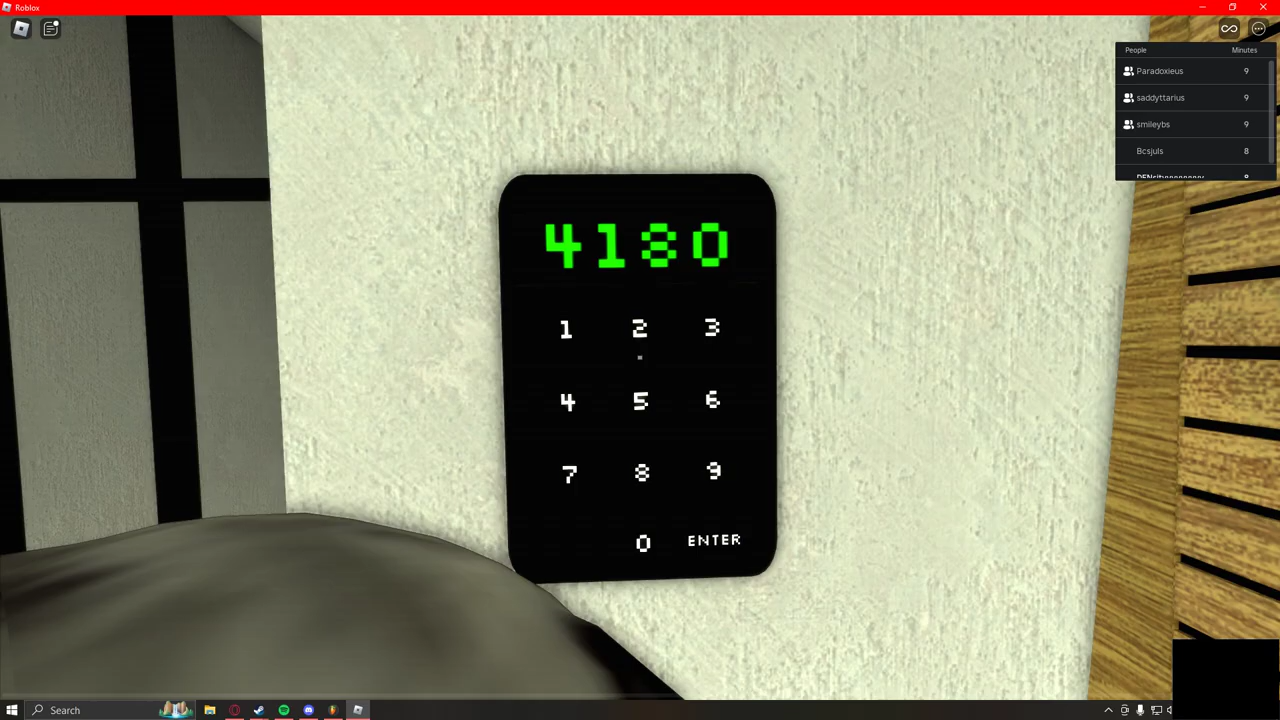 Roblox
People Minutes
Paradoxieus 9
saddyttarius 9
smileybs 9
Bcsjuls 8
4180
1 2 3
4 5 6
7 8 9
0 ENTER
Search